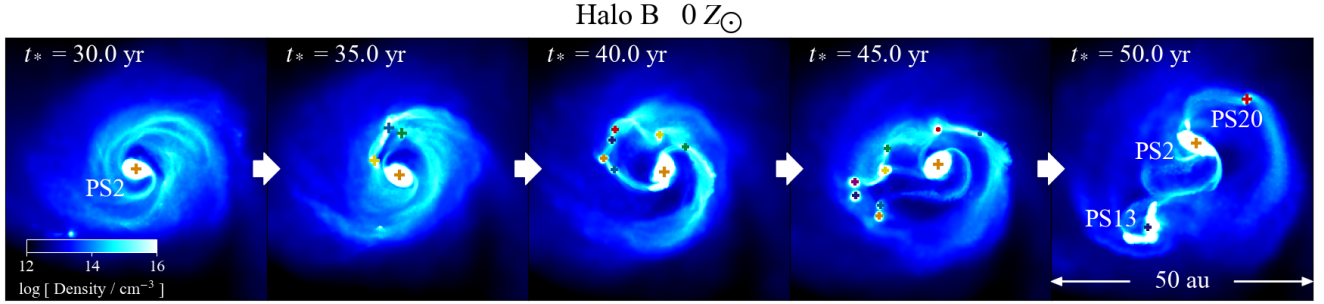 Halo B 0 Z☉
t* = 30.0 yr
t* = 35.0 yr
t* = 40.0 yr
t* = 45.0 yr
t* = 50.0 yr
PS20
PS2
PS2
PS13
12 14 16
log [ Density / cm⁻³ ]
50 au